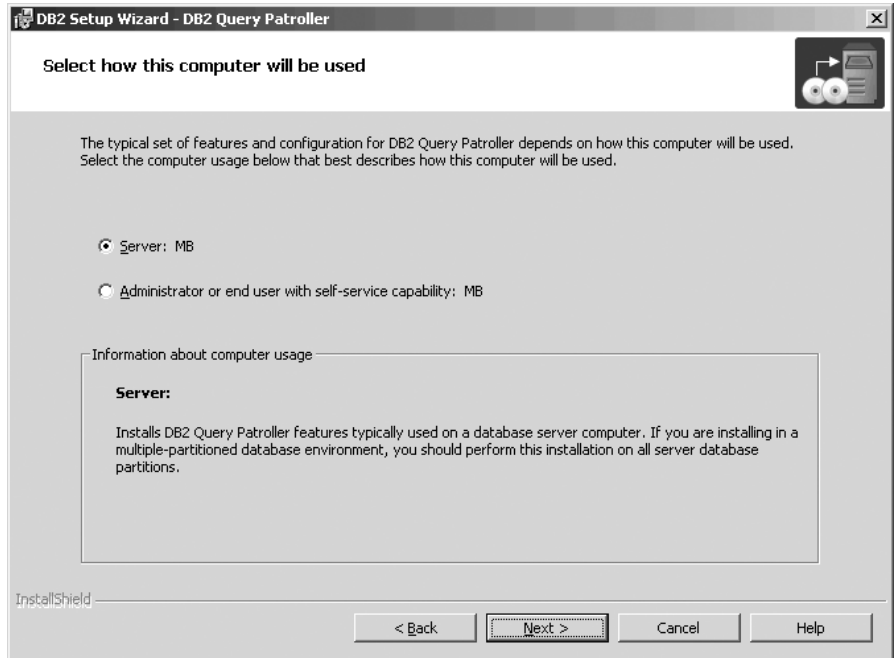 DB2 Setup Wizard - DB2 Query Patroller
Select how this computer will be used
The typical set of features and configuration for DB2 Query Patroller depends on how this computer will be used.
Select the computer usage below that best describes how this computer will be used.
Server: MB
Administrator or end user with self-service capability: MB
Information about computer usage
Server:
Installs DB2 Query Patroller features typically used on a database server computer. If you are installing in a
multiple-partitioned database environment, you should perform this installation on all server database
partitions.
InstallShield
< Back Next > Cancel Help